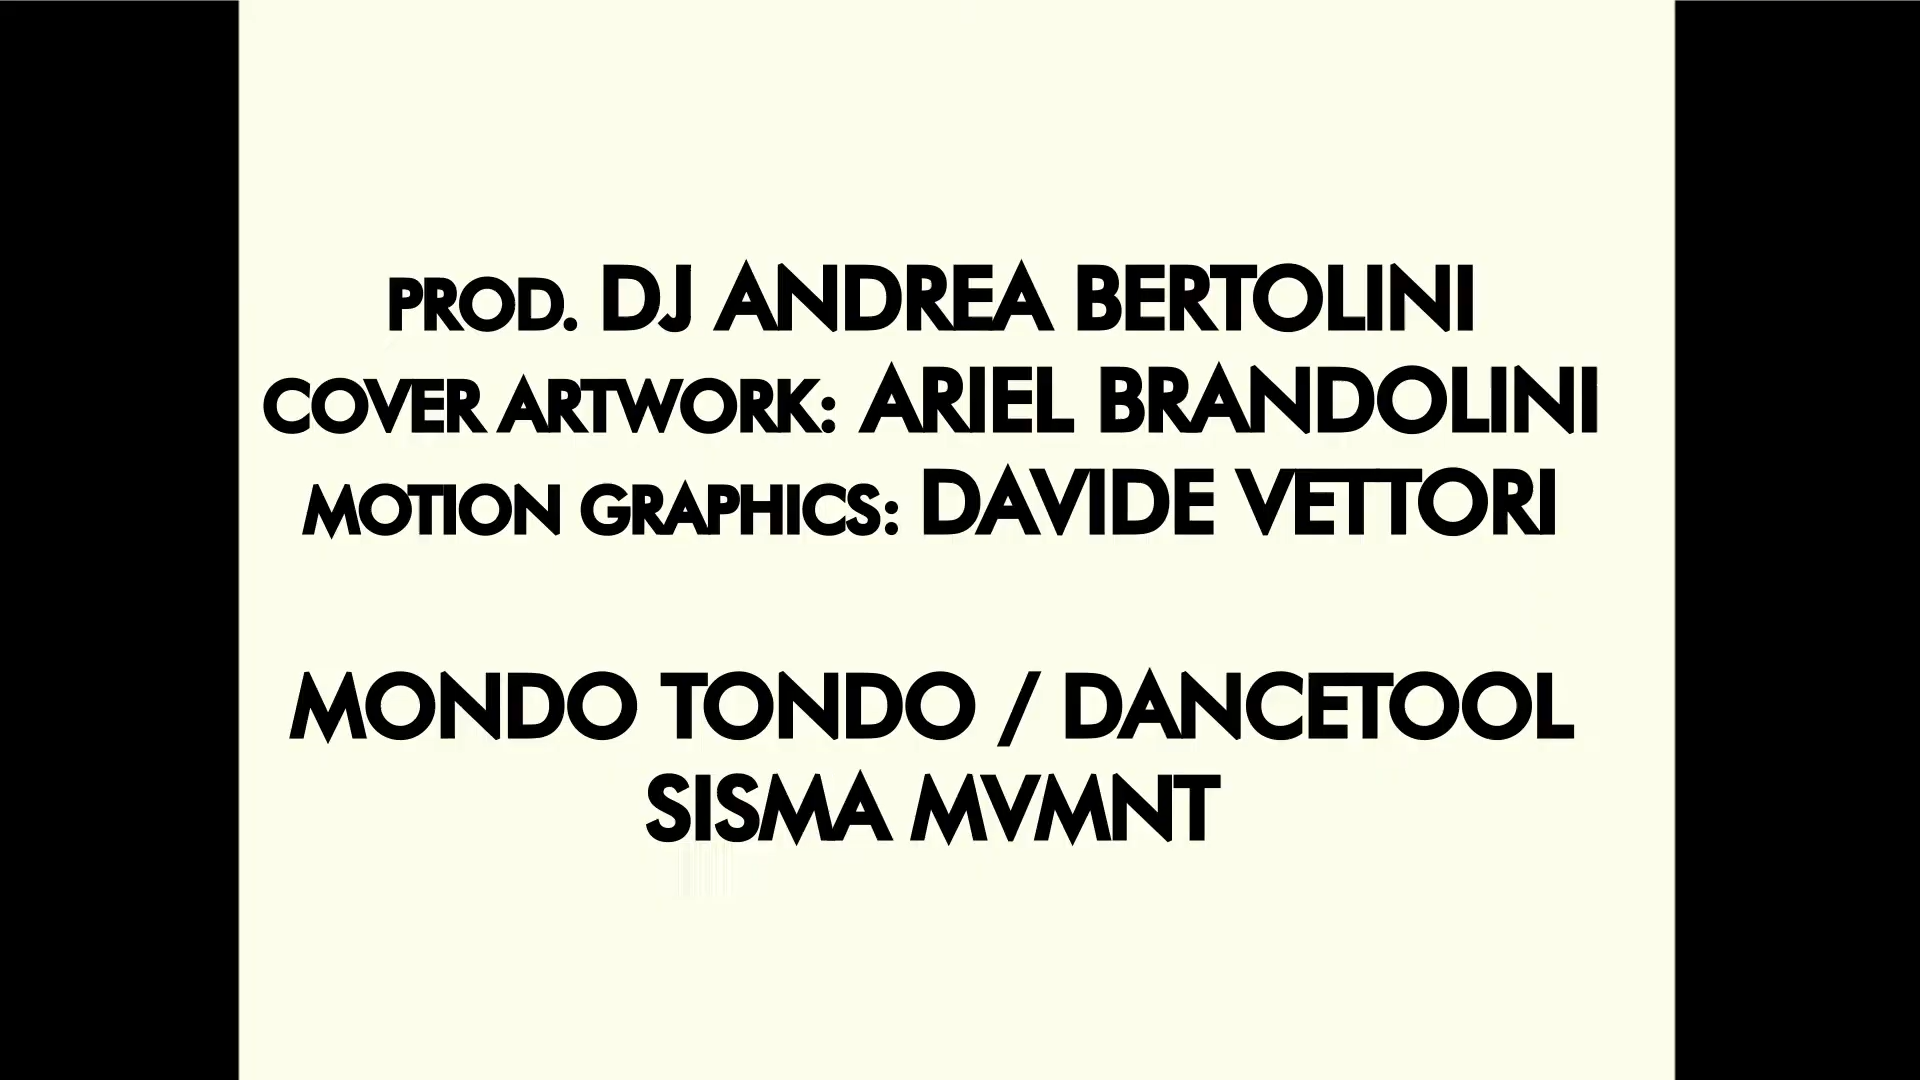 PROD. DJ ANDREA BERTOLINI
COVER ARTWORK: ARIEL BRANDOLINI
MOTION GRAPHICS: DAVIDE VETTORI
MONDO TONDO / DANCETOOL
SISMA MVMNT